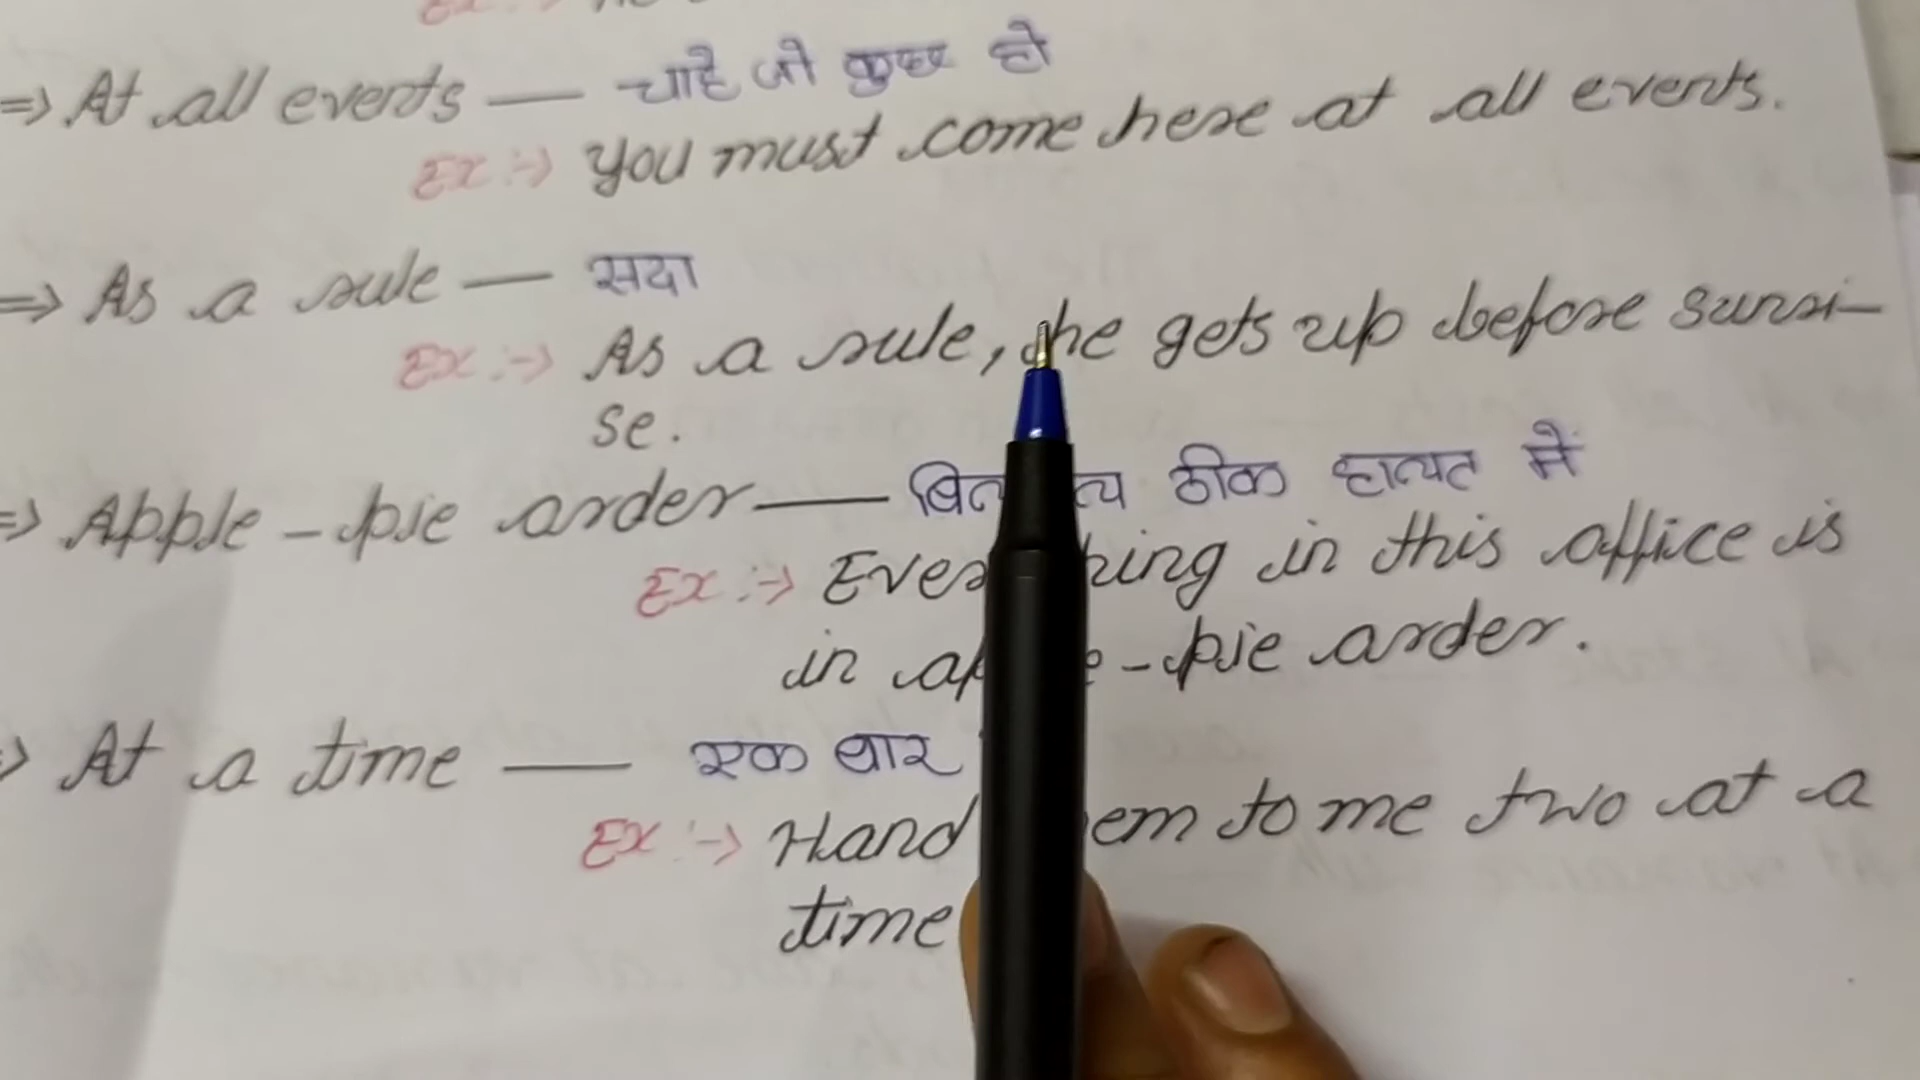 ⇒ At all events — चाहे जो कुछ हो
Ex :→ You must come here at all events.
⇒ As a rule — सदा
Ex :→ As a rule, he gets up before sunri-
se.
⇒ Apple-pie order — ठीक हालत में
Ex :→ in this office is
in -pie order.
⇒ At a time — एक बार
Ex :→ Hand to me two at a
time